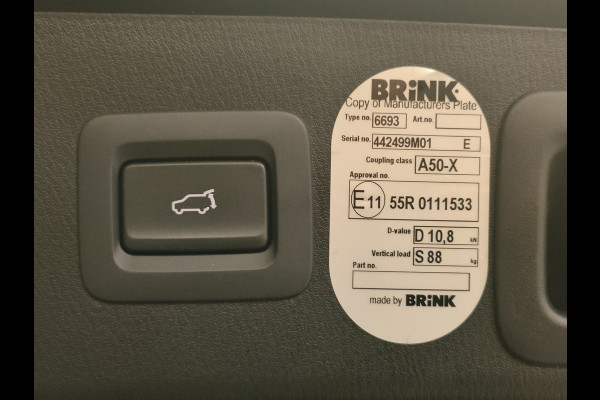 BRiNK
Copy of Manufacturers Plate
Type no. 6693 Art.no.
Serial no. 442499M01 E
Coupling class A50-X
Approval no.
E11 55R 0111533
D-value D 10,8 kN
Vertical load S 88 kg
Part no.
made by BRiNK